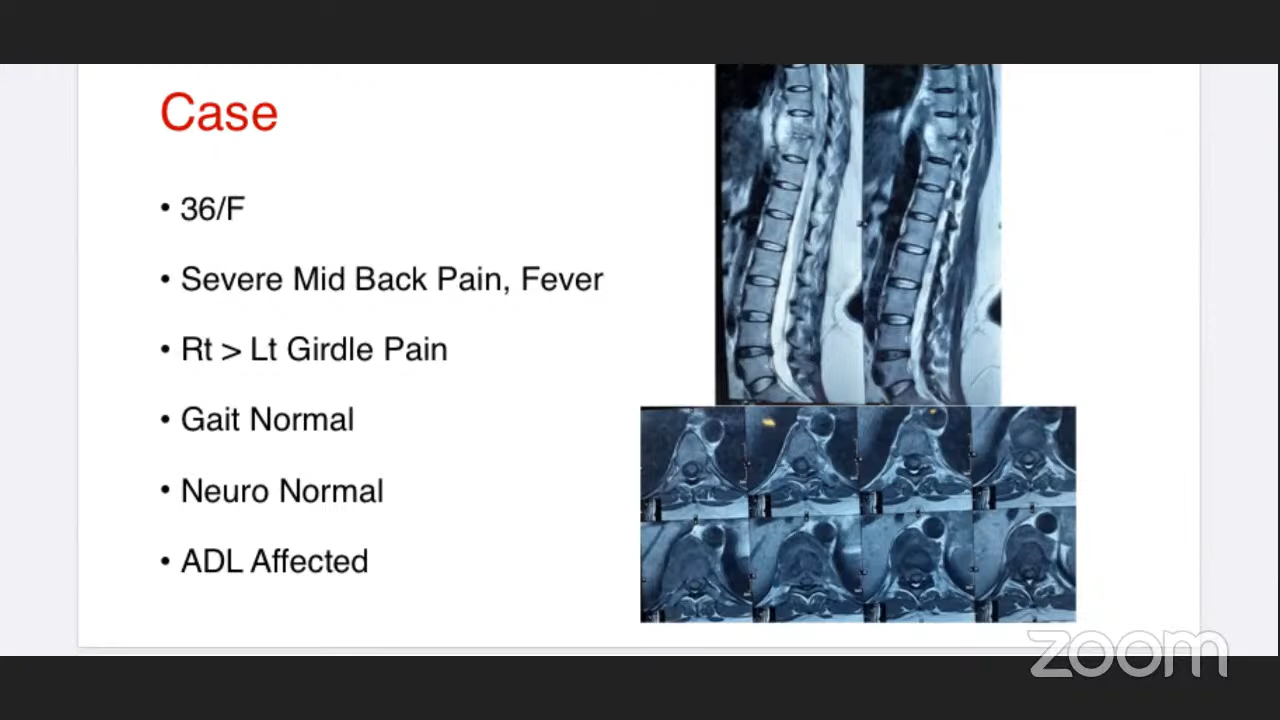 Case
• 36/F
• Severe Mid Back Pain, Fever
• Rt > Lt Girdle Pain
• Gait Normal
• Neuro Normal
• ADL Affected
zoom